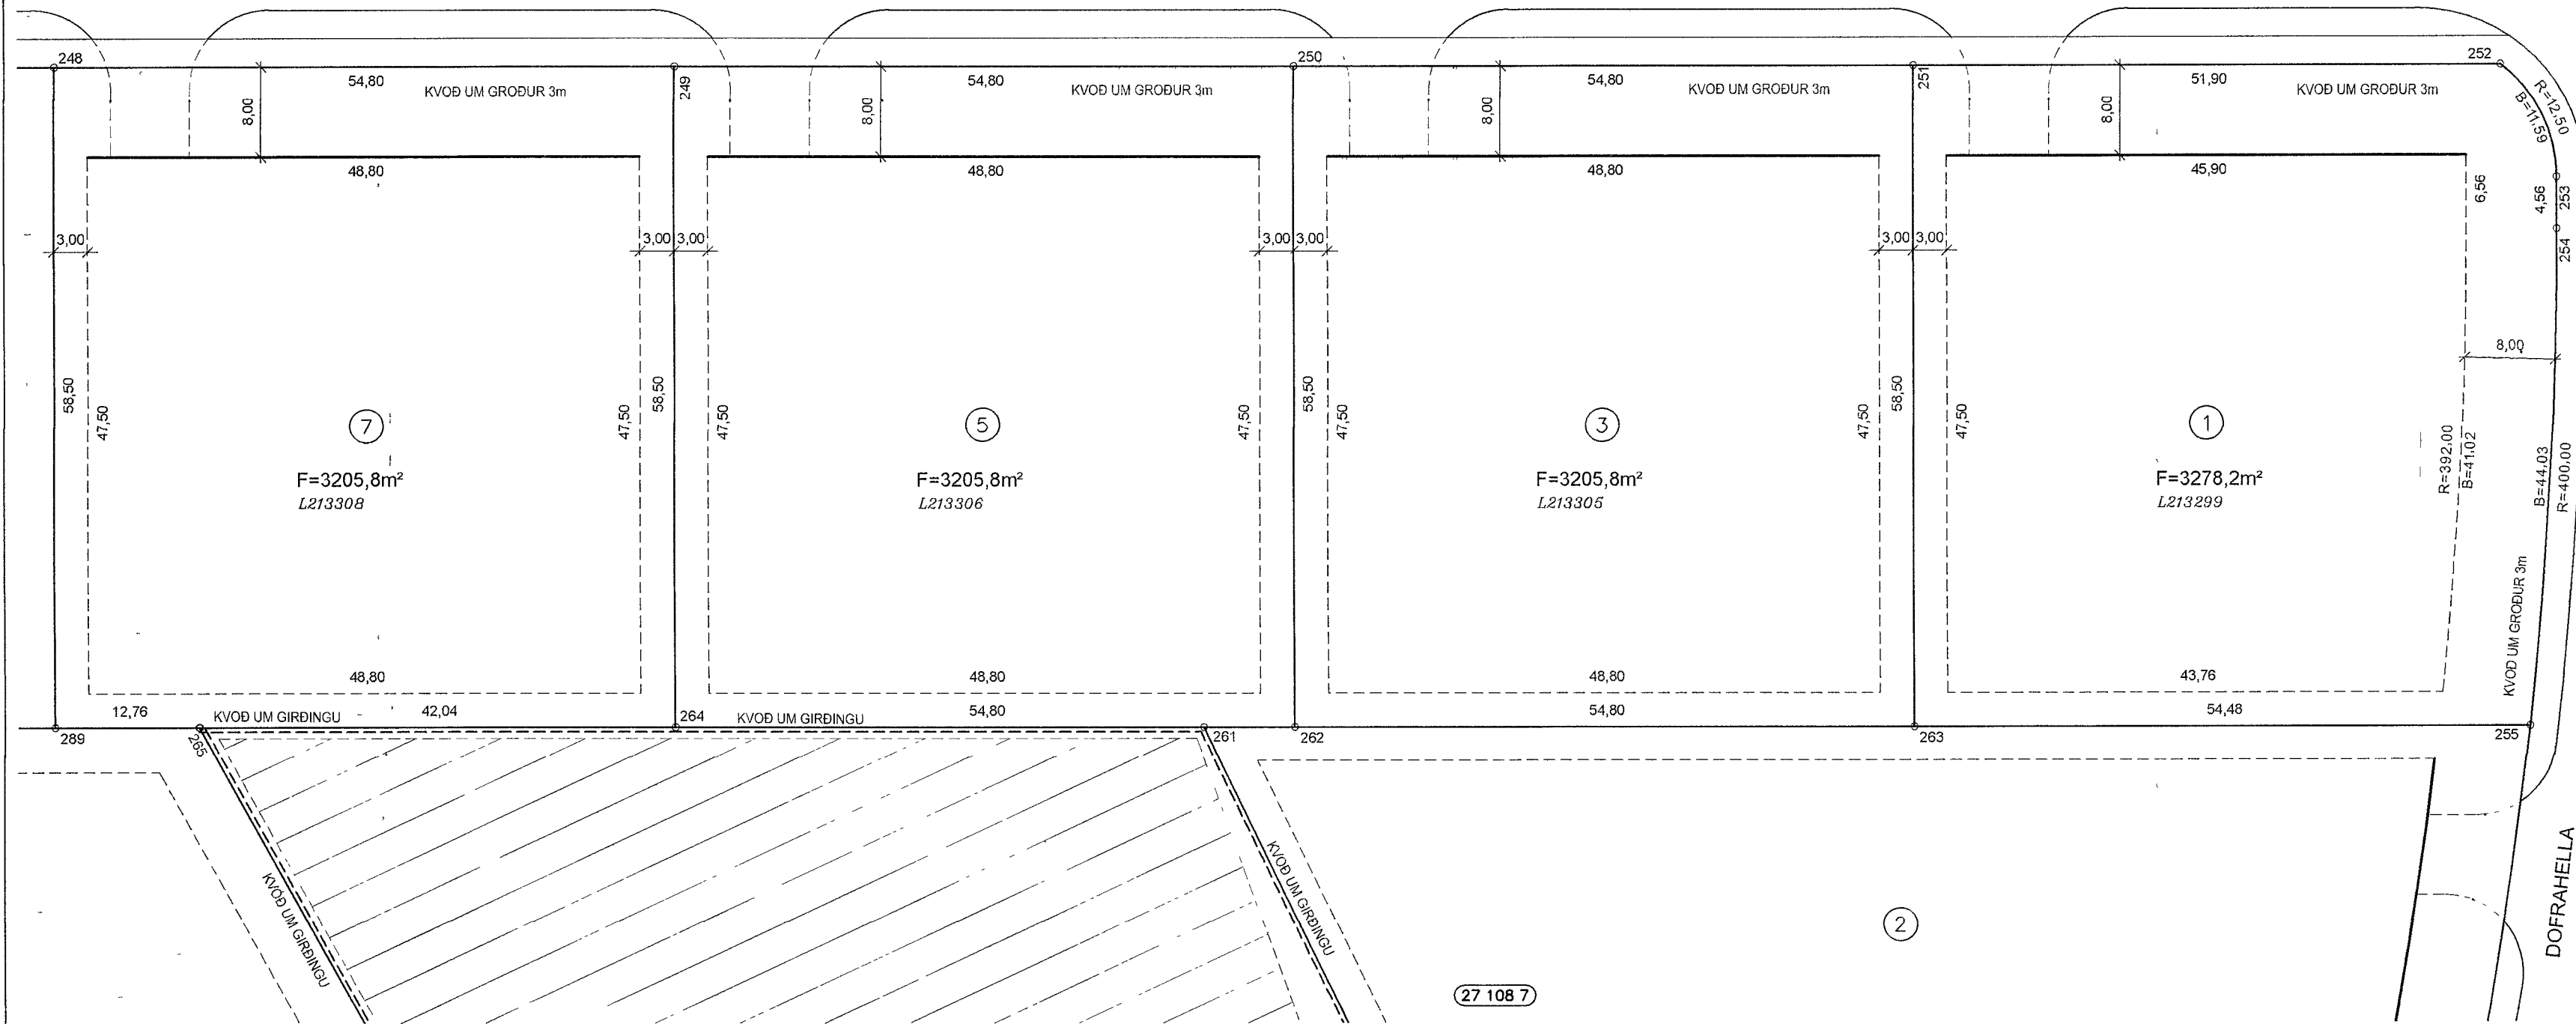 248
54,80
KVOÐ UM GROÐUR 3m
8,00
48,80
3,00
3,00
58,50
47,50
47,50
7
F=3205,8m²
L213308
48,80
12,76
KVOÐ UM GIRÐINGU
42,04
289
265
249
54,80
KVOÐ UM GROÐUR 3m
8,00
48,80
3,00
3,00
58,50
47,50
47,50
5
F=3205,8m²
L213306
48,80
264
KVOÐ UM GIRÐINGU
54,80
261
250
54,80
KVOÐ UM GROÐUR 3m
8,00
48,80
3,00
3,00
58,50
47,50
47,50
3
F=3205,8m²
L213305
48,80
54,80
262
251
51,90
KVOÐ UM GROÐUR 3m
252
8,00
R=12.50
B=11.59
45,90
6,56
4,56
253
254
3,00
8,00
58,50
47,50
1
F=3278,2m²
L213299
R=392.00
B=41.02
B=44.03
R=400.00
KVOÐ UM GROÐUR 3m
43,76
54,48
263
255
KVOÐ UM GIRÐINGU
KVOÐ UM GIRÐINGU
2
27 108 7
DOFRAHELLA